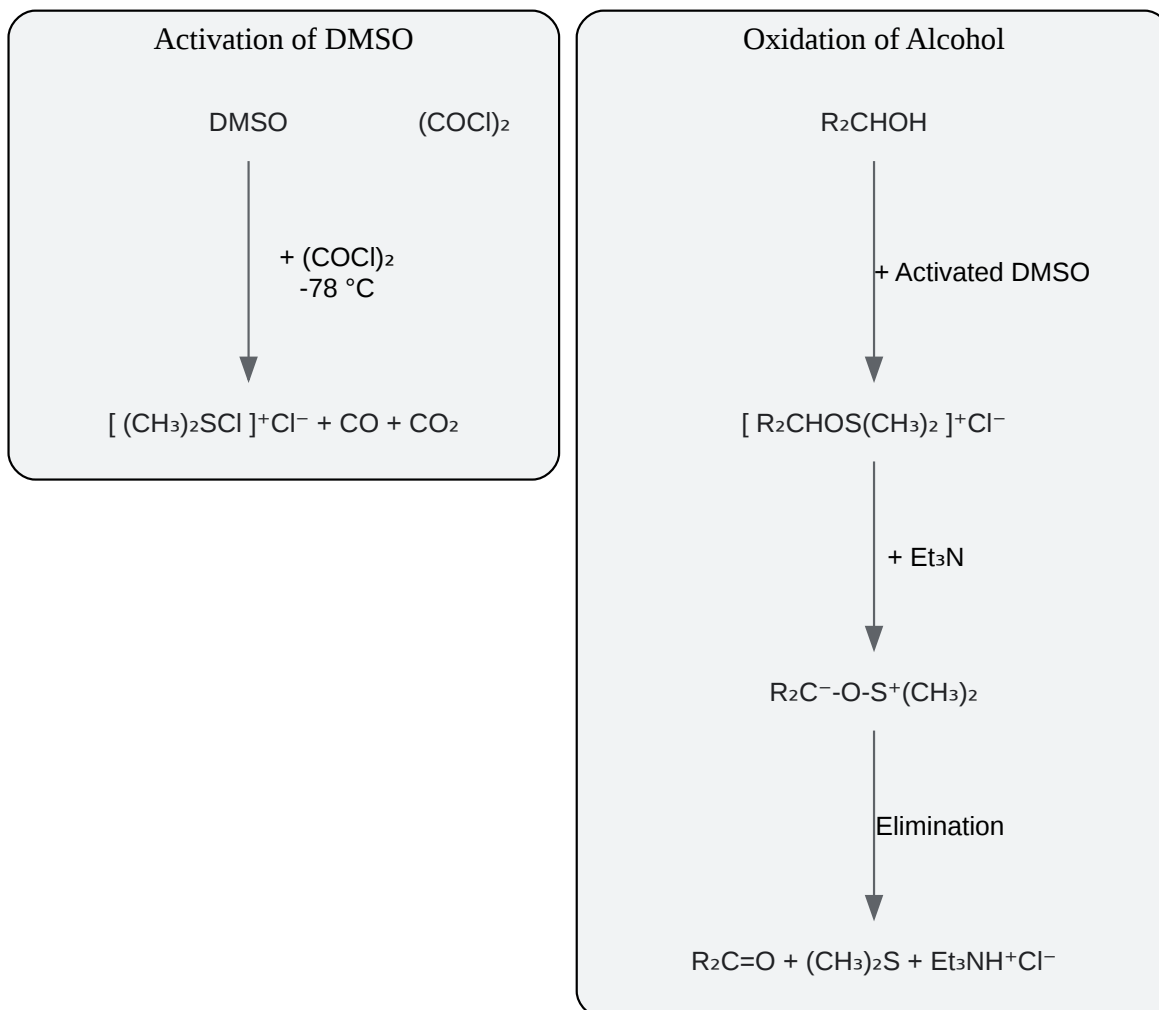 Activation of DMSO
DMSO (COCl)₂
+ (COCl)₂
-78 °C
[ (CH₃)₂SCl ]⁺Cl⁻ + CO + CO₂
Oxidation of Alcohol
R₂CHOH
+ Activated DMSO
[ R₂CHOS(CH₃)₂ ]⁺Cl⁻
+ Et₃N
R₂C⁻-O-S⁺(CH₃)₂
Elimination
R₂C=O + (CH₃)₂S + Et₃NH⁺Cl⁻